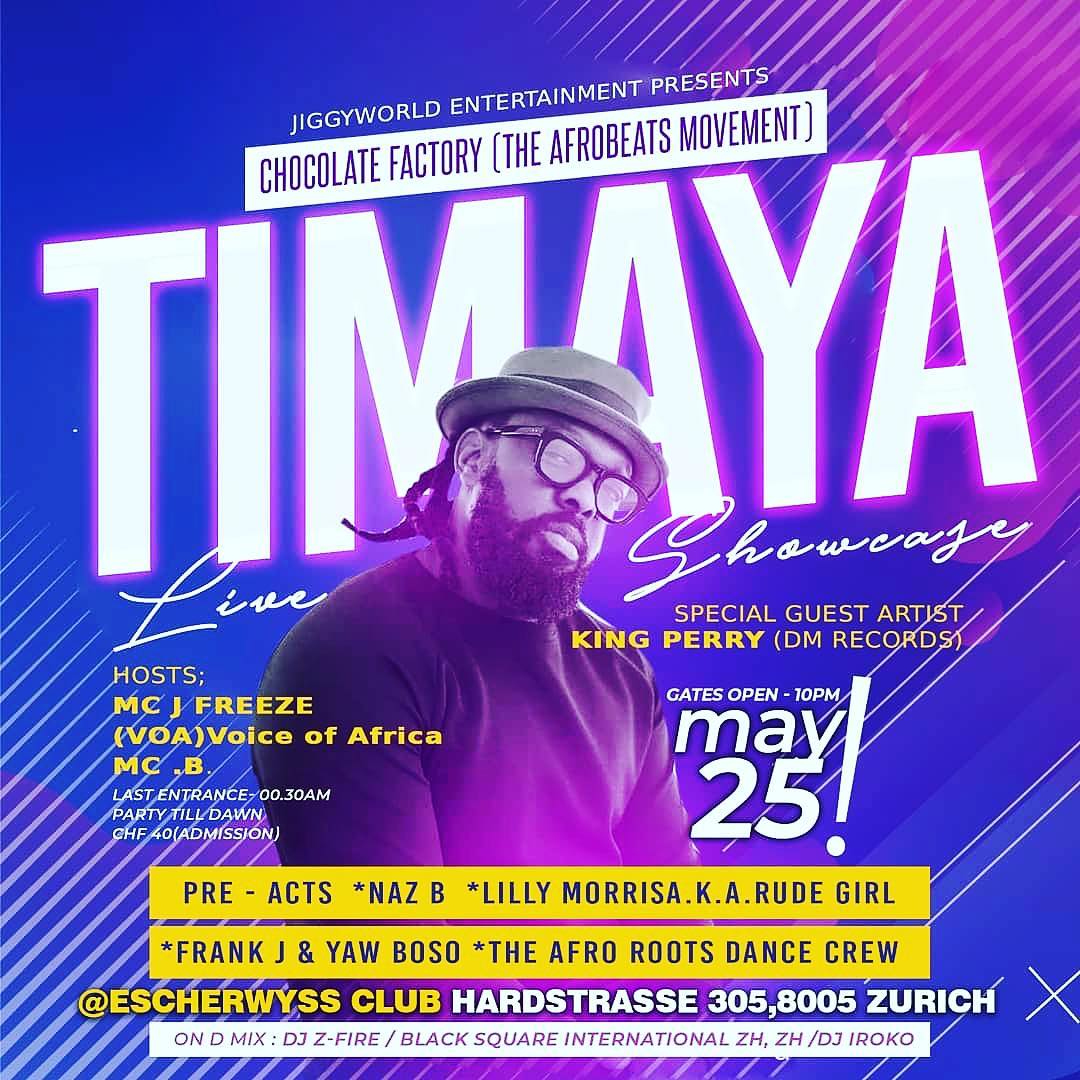 JIGGYWORLD ENTERTAINMENT PRESENTS
CHOCOLATE FACTORY (THE AFROBEATS MOVEMENT)
TIMAYA
Live Showcase
SPECIAL GUEST ARTIST
KING PERRY (DM RECORDS)
HOSTS;
MC J FREEZE
(VOA)Voice of Africa
MC .B.
LAST ENTRANCE- 00.30AM
PARTY TILL DAWN
CHF 40(ADMISSION)
GATES OPEN - 10PM
may
25!
PRE - ACTS *NAZ B *LILLY MORRISA.K.A.RUDE GIRL
*FRANK J & YAW BOSO *THE AFRO ROOTS DANCE CREW
@ESCHERWYSS CLUB HARDSTRASSE 305,8005 ZURICH
ON D MIX : DJ Z-FIRE / BLACK SQUARE INTERNATIONAL ZH, ZH /DJ IROKO